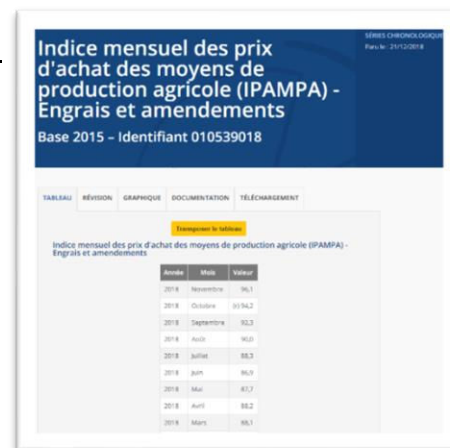 SÉRIES CHRONOLOGIQUE
Paru le : 21/12/2018
Indice mensuel des prix
d'achat des moyens de
production agricole (IPAMPA) -
Engrais et amendements
Base 2015 – Identifiant 010539018
TABLEAU RÉVISION GRAPHIQUE DOCUMENTATION TÉLÉCHARGEMENT
Transposer le tableau
Indice mensuel des prix d'achat des moyens de production agricole (IPAMPA) -
Engrais et amendements
Année Mois Valeur
2018 Novembre 96,1
2018 Octobre (r) 94,2
2018 Septembre 92,3
2018 Août 90,0
2018 Juillet 88,3
2018 Juin 86,9
2018 Mai 87,7
2018 Avril 88,2
2018 Mars 88,1